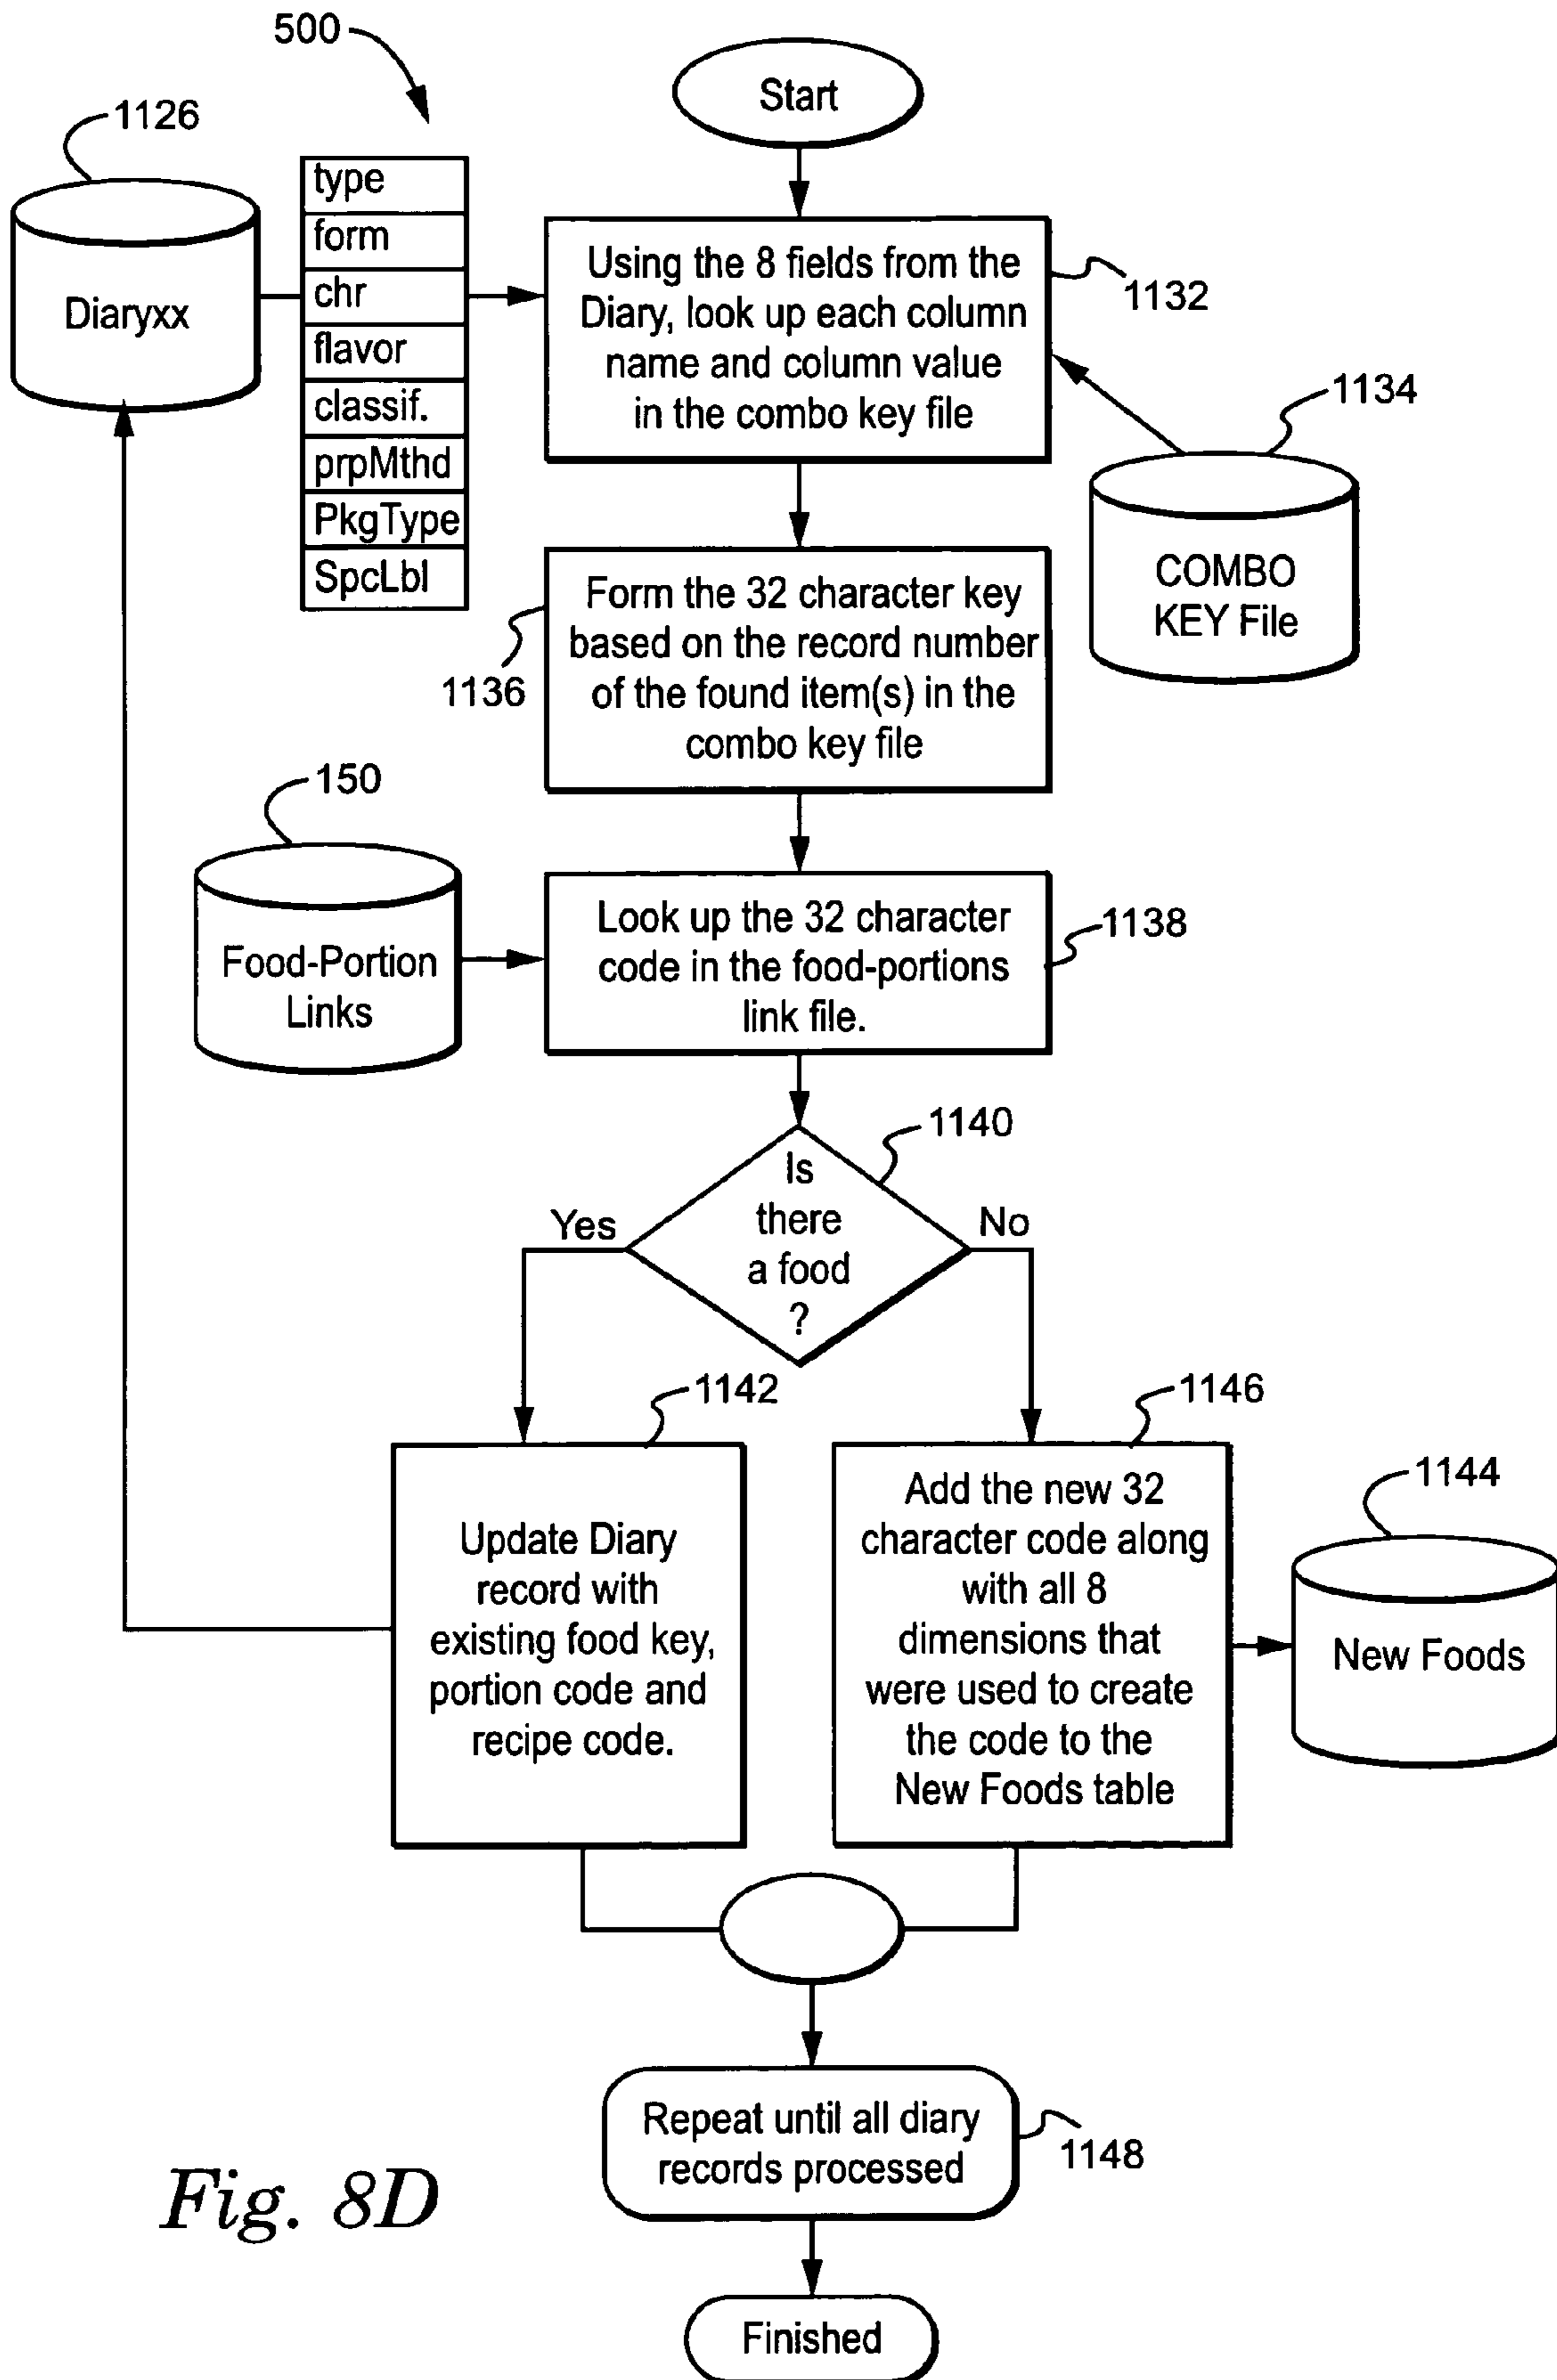 500
Start
1126
type
form
chr
flavor
classif.
prpMthd
PkgType
SpcLbl
Diaryxx
Using the 8 fields from the
Diary, look up each column
name and column value
in the combo key file
1132
1134
COMBO
KEY File
Form the 32 character key
based on the record number
of the found item(s) in the
combo key file
1136
150
Food-Portion
Links
Look up the 32 character
code in the food-portions
link file.
1138
1140
Is
there
a food
?
Yes
No
1142
Update Diary
record with
existing food key,
portion code and
recipe code.
1146
Add the new 32
character code along
with all 8
dimensions that
were used to create
the code to the
New Foods table
1144
New Foods
Repeat until all diary
records processed
1148
Fig. 8D
Finished